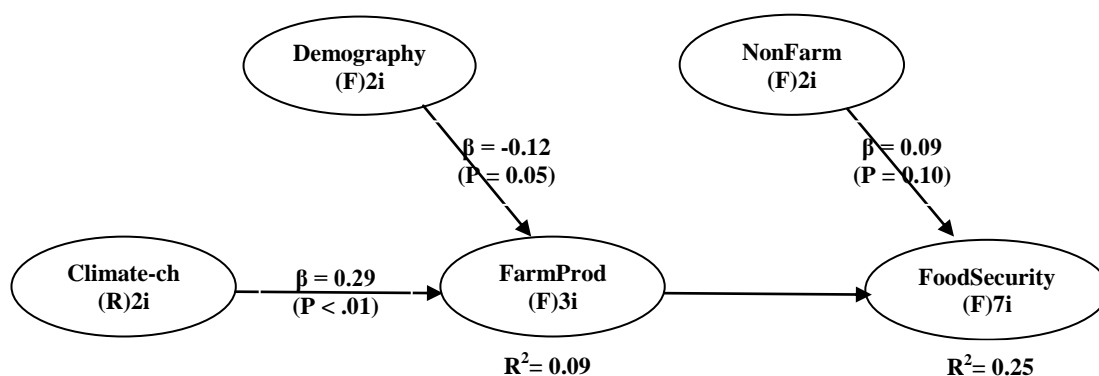 Demography
(F)2i
NonFarm
(F)2i
β = -0.12
(P = 0.05)
β = 0.09
(P = 0.10)
Climate-ch
(R)2i
β = 0.29
(P < .01)
FarmProd
(F)3i
FoodSecurity
(F)7i
R²= 0.09
R²= 0.25